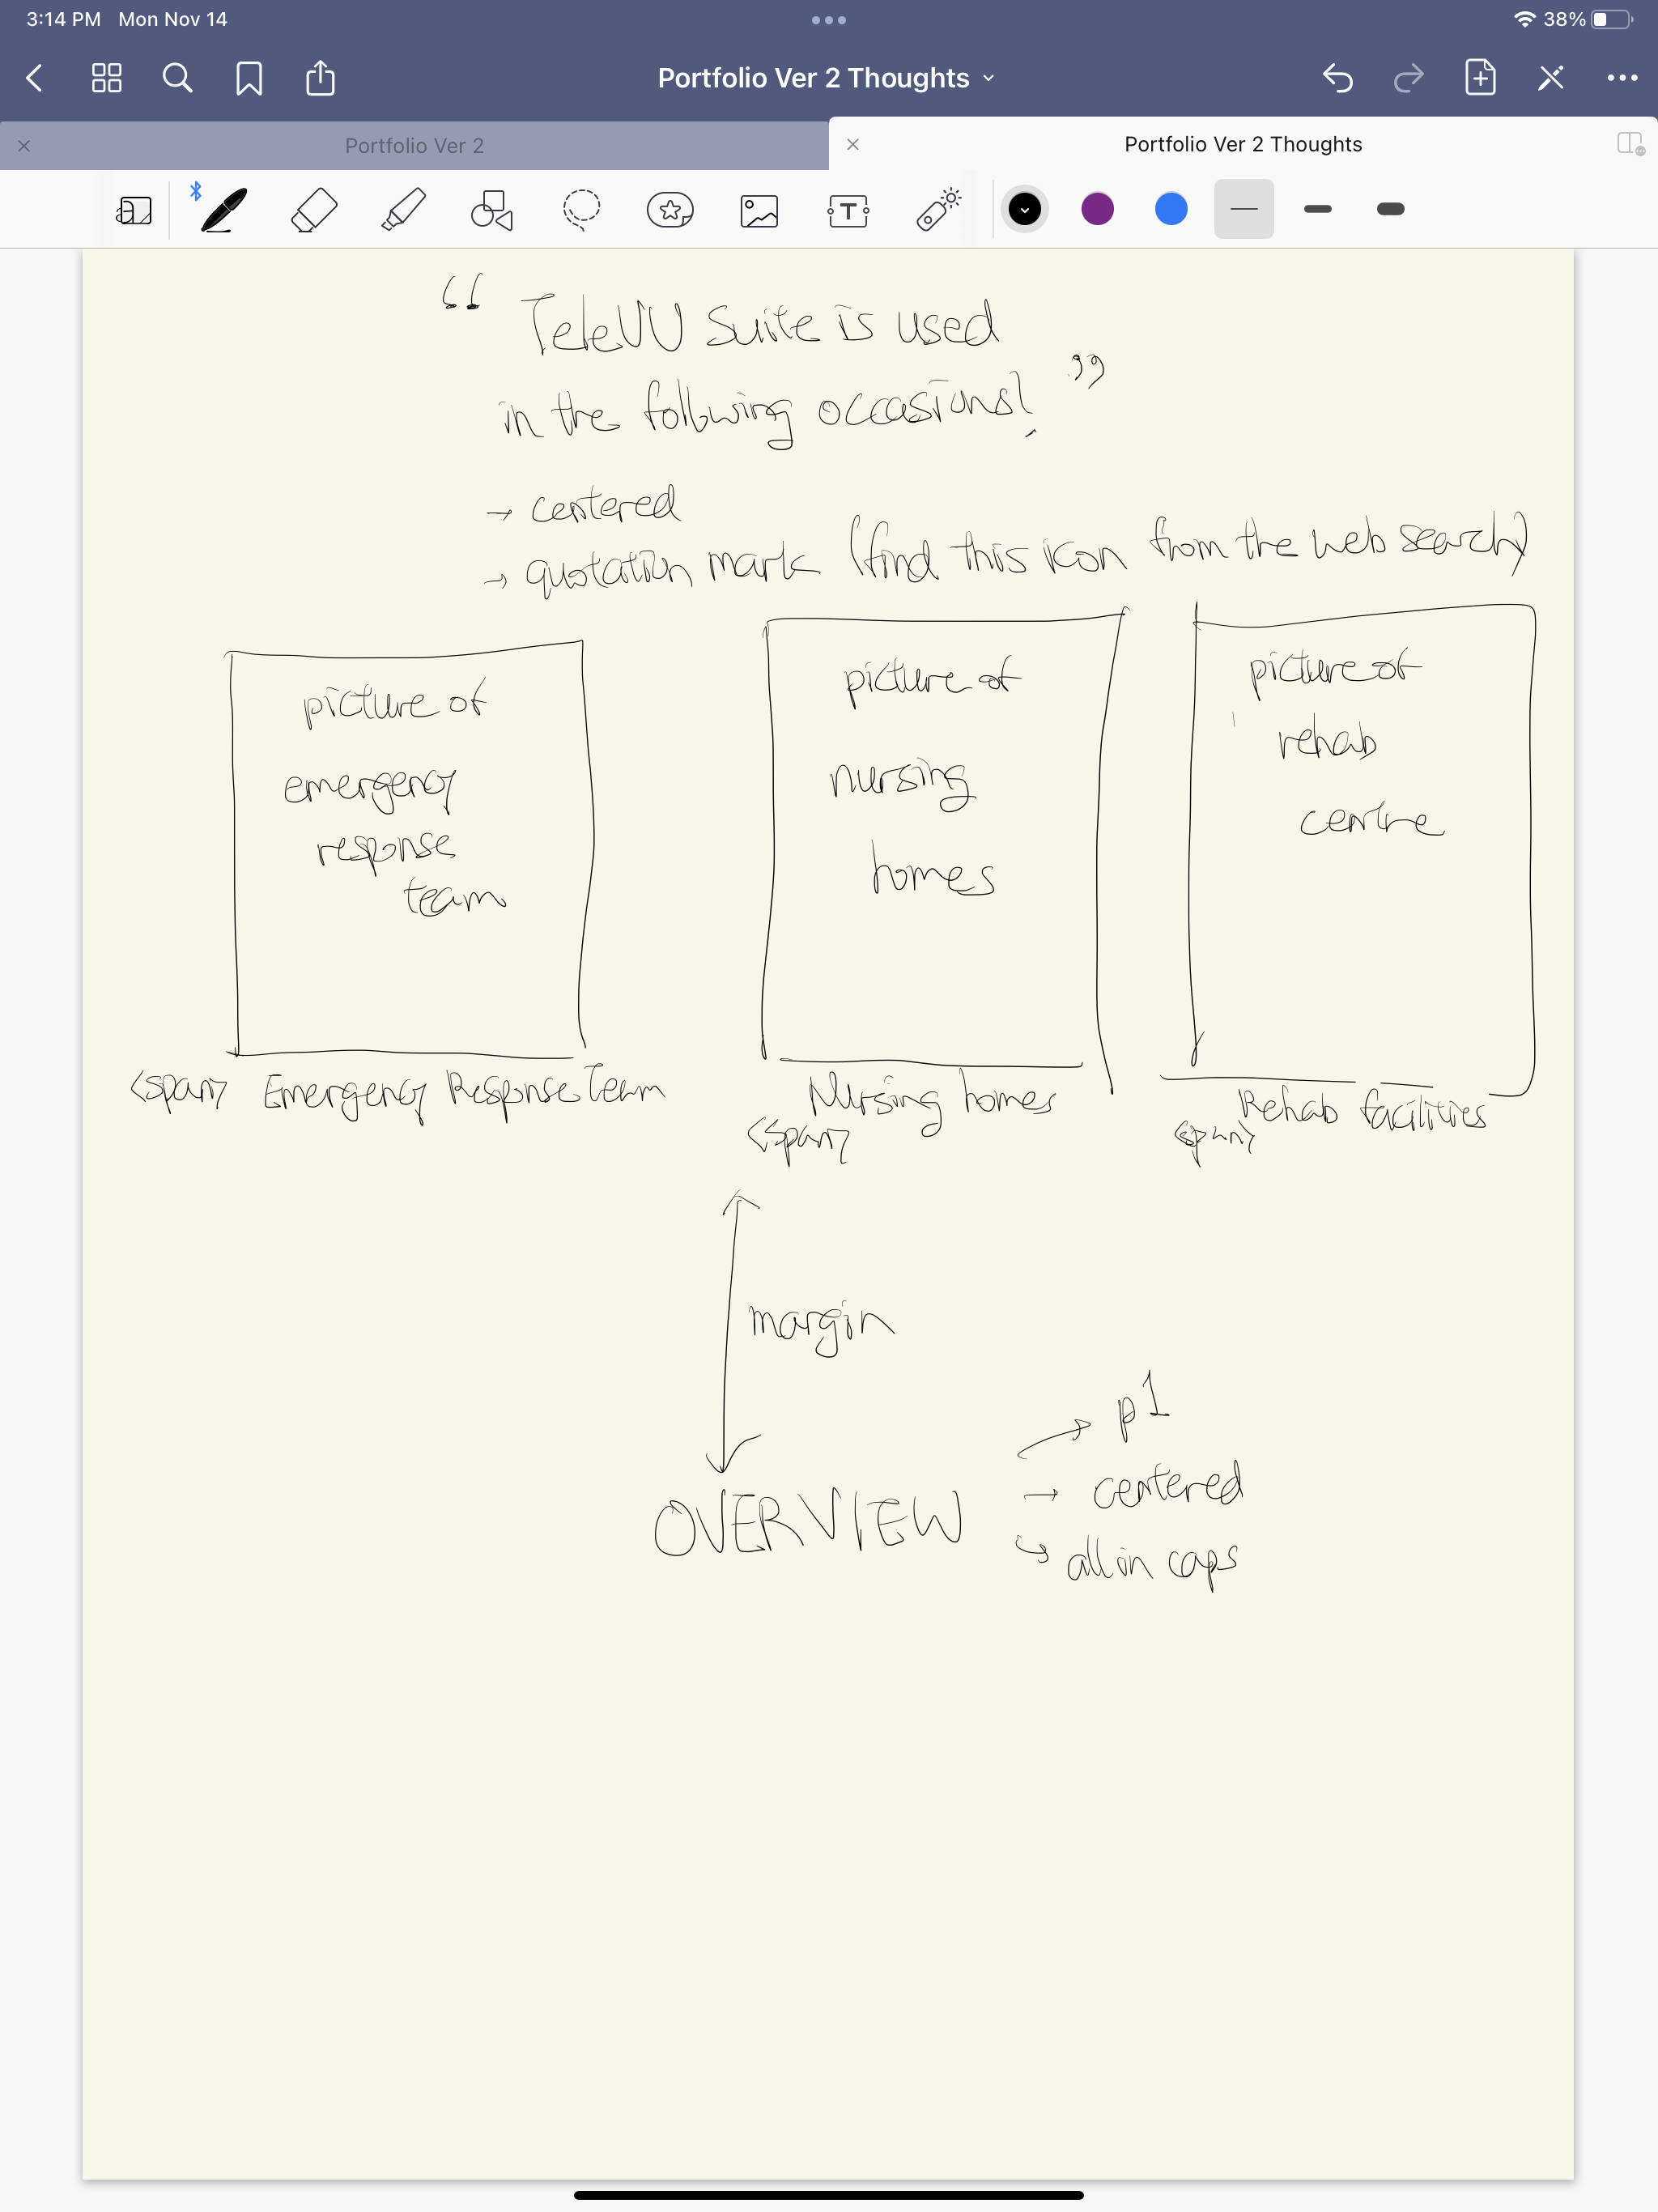 3:14 PM Mon Nov 14
38%
Portfolio Ver 2 Thoughts
Portfolio Ver 2
Portfolio Ver 2 Thoughts
“ TeleVU Suite is used
in the following occasions! ”
→ centered
→ quotation mark (find this icon from the web search)
picture of
emergency
response
team
picture of
nursing
homes
picture of
rehab
centre
<span> Emergency Response Team
Nursing homes
<span>
Rehab facilities
<span>
margin
OVERVIEW
→ p1
→ centered
→ all in caps